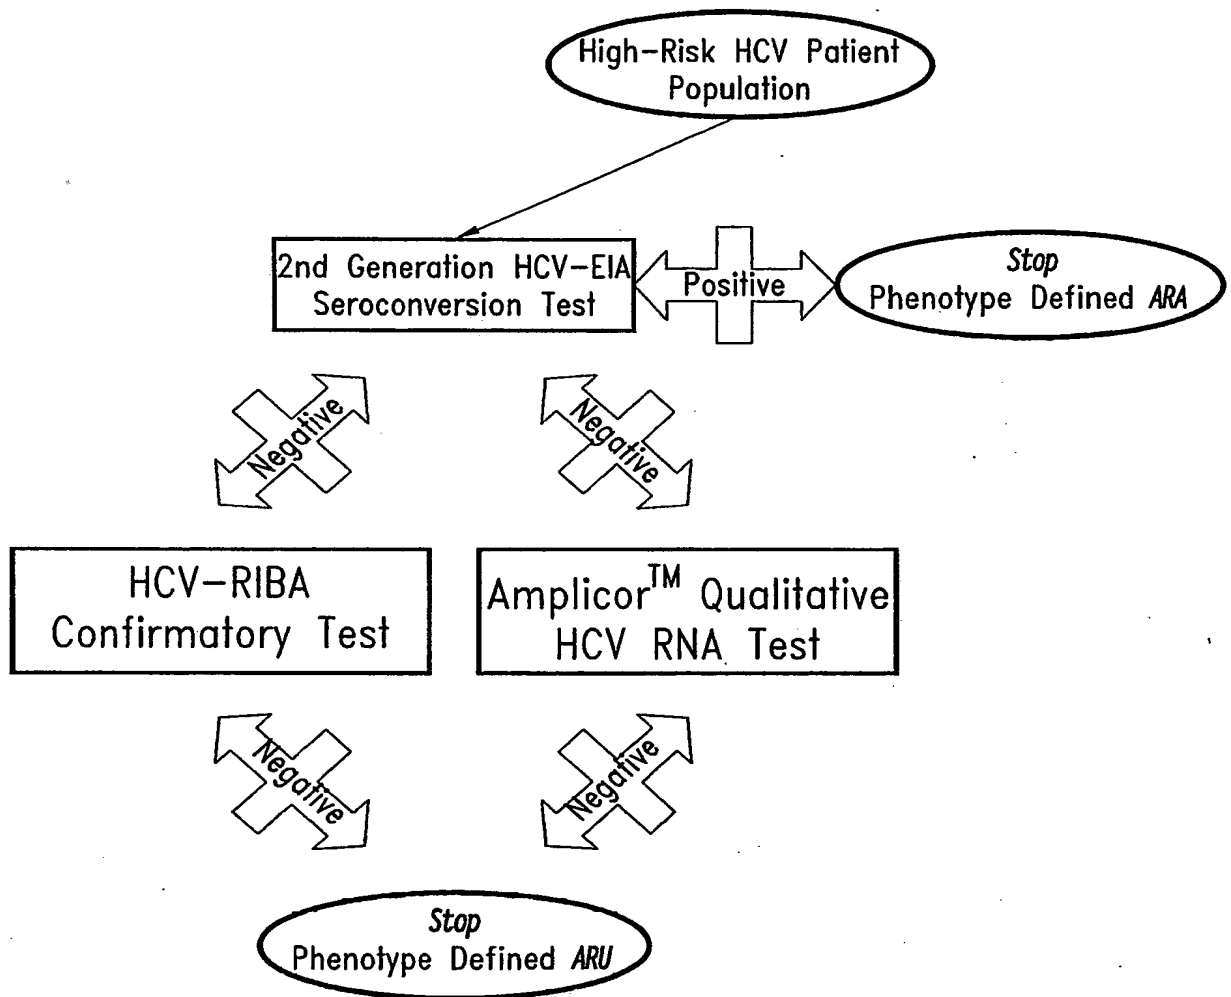 High-Risk HCV Patient
Population
2nd Generation HCV-EIA
Seroconversion Test
Positive
Stop
Phenotype Defined ARA
Negative
Negative
HCV-RIBA
Confirmatory Test
Amplicor™ Qualitative
HCV RNA Test
Negative
Negative
Stop
Phenotype Defined ARU